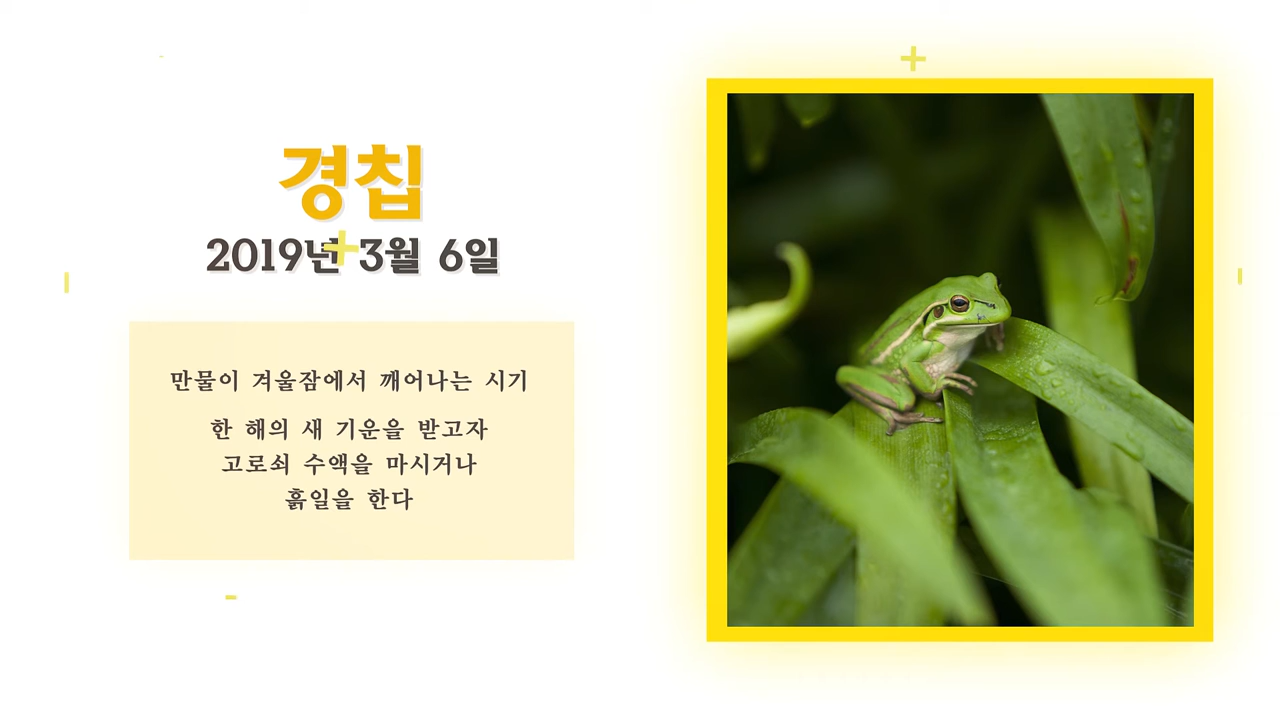 경칩
2019년 3월 6일
만물이 겨울잠에서 깨어나는 시기
한 해의 새 기운을 받고자
고로쇠 수액을 마시거나
흙일을 한다